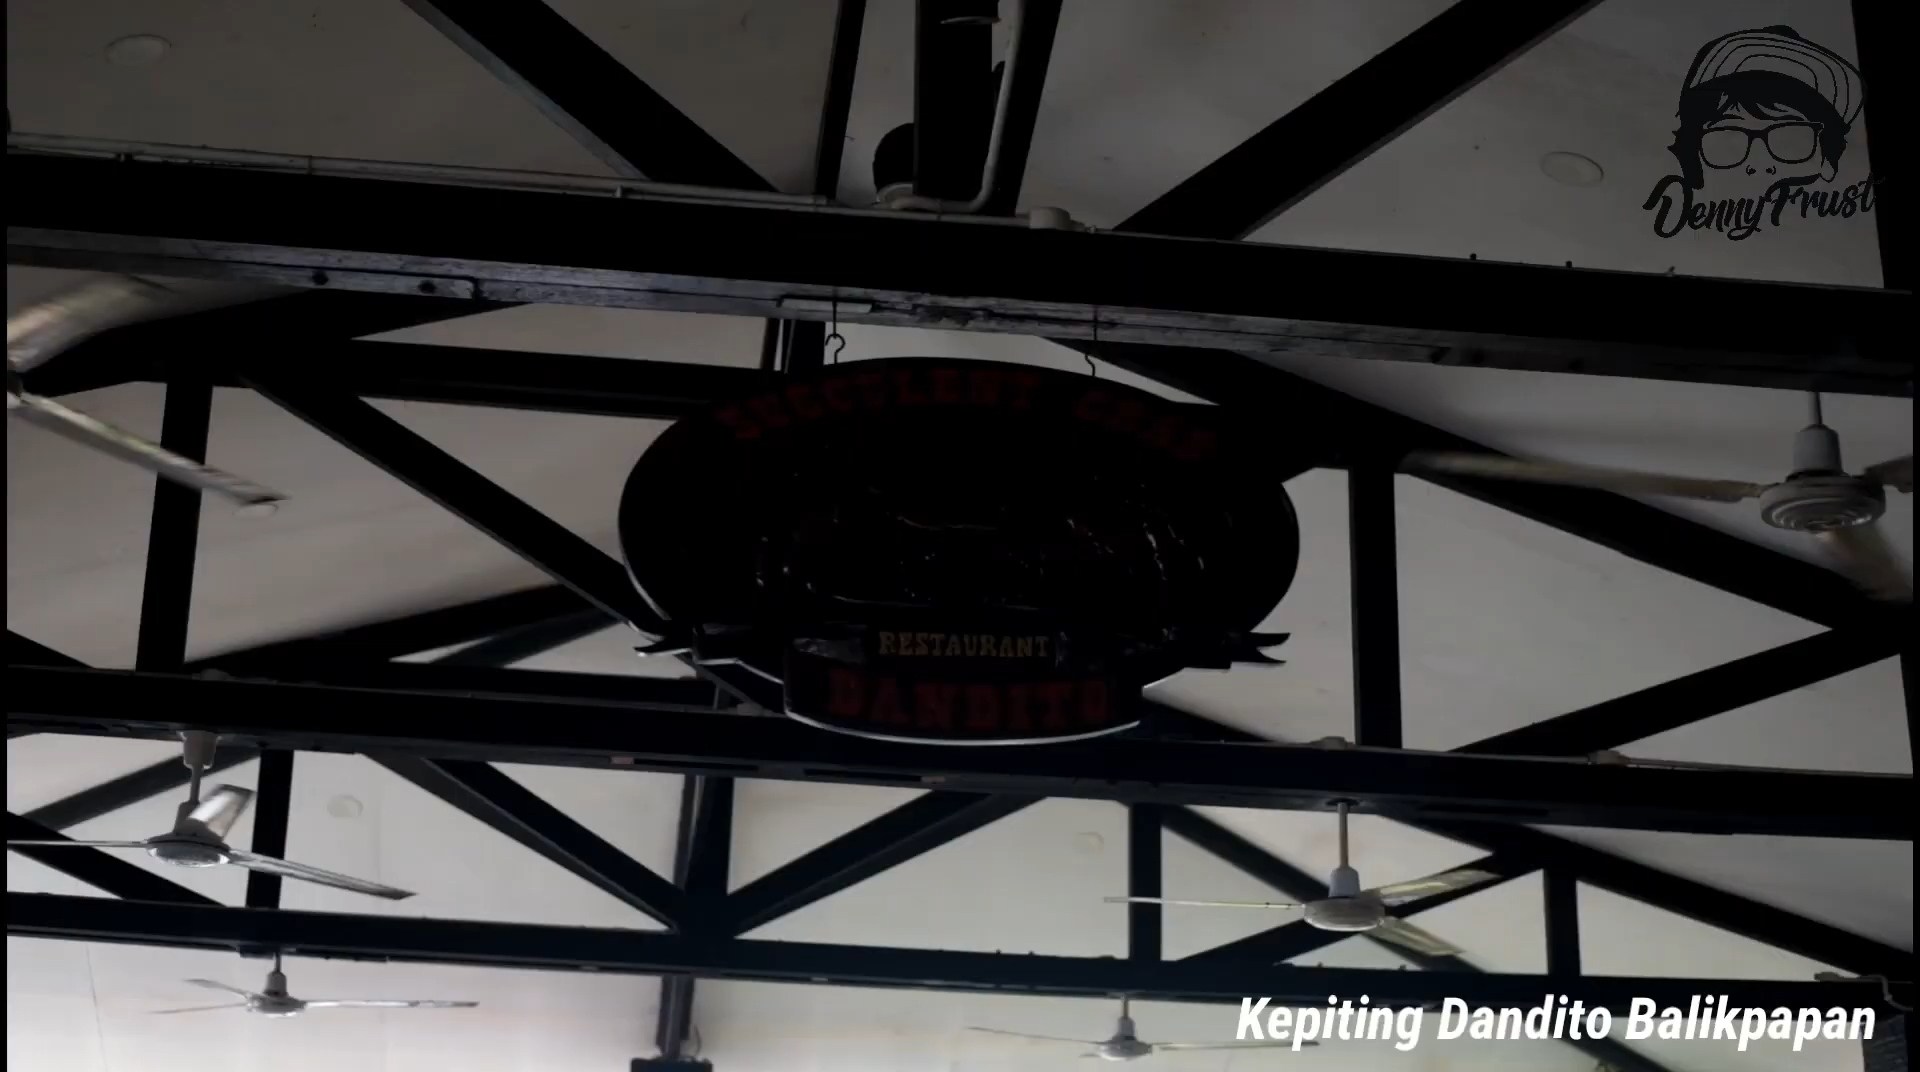 DennyFrust
SUCCULENT CRAB
RESTAURANT
DANDITO
Kepiting Dandito Balikpapan